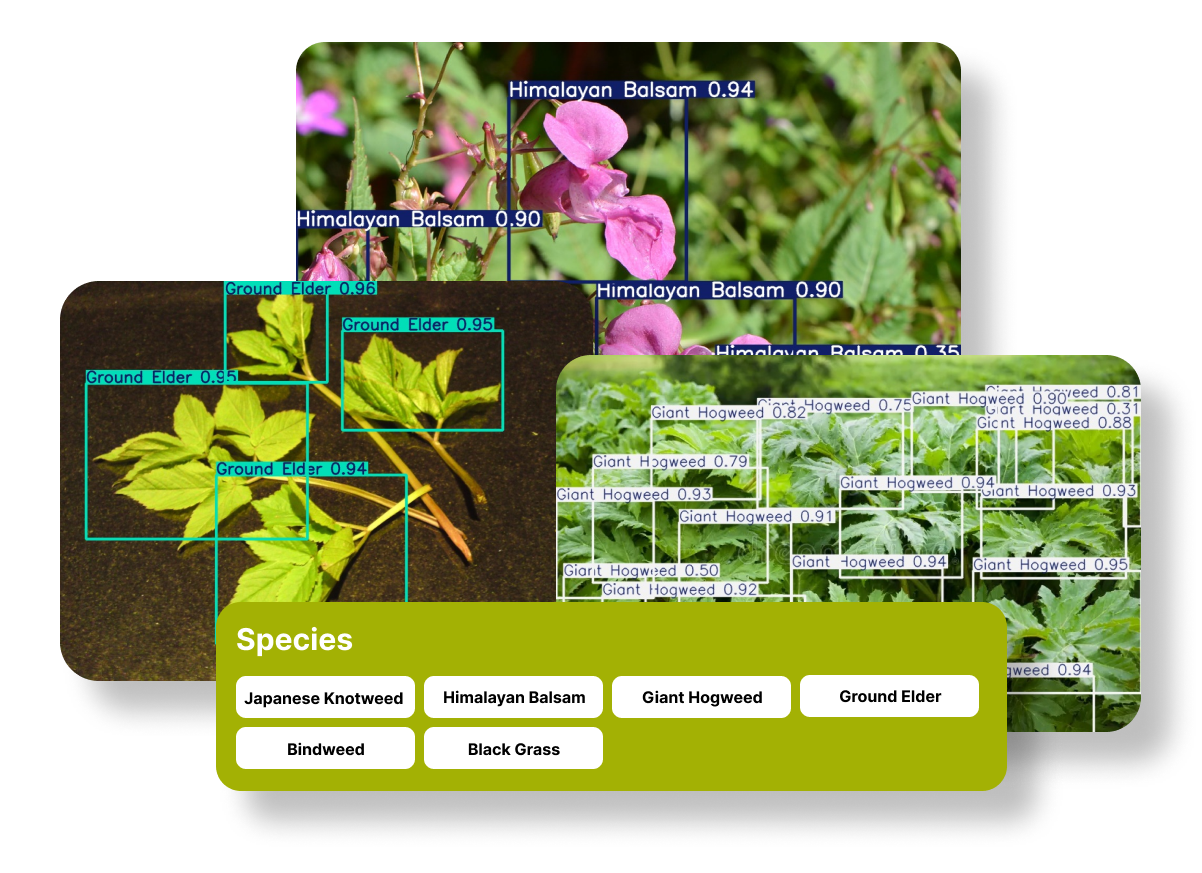 Himalayan Balsam 0.94
Himalayan Balsam 0.90
Himalayan Balsam 0.90
Himalayan Balsam 0.35
Ground Elder 0.96
Ground Elder 0.95
Ground Elder 0.95
Ground Elder 0.94
Giant Hogweed 0.81
Giant Hogweed 0.90
Giant Hogweed 0.75
Giant Hogweed 0.31
Giant Hogweed 0.82
Giant Hogweed 0.88
Giant Hogweed 0.79
Giant Hogweed 0.94
Giant Hogweed 0.93
Giant Hogweed 0.93
Giant Hogweed 0.91
Giant Hogweed 0.94
Giant Hogweed 0.95
Giant Hogweed 0.50
Giant Hogweed 0.92
gweed 0.94
Species
Japanese Knotweed
Himalayan Balsam
Giant Hogweed
Ground Elder
Bindweed
Black Grass